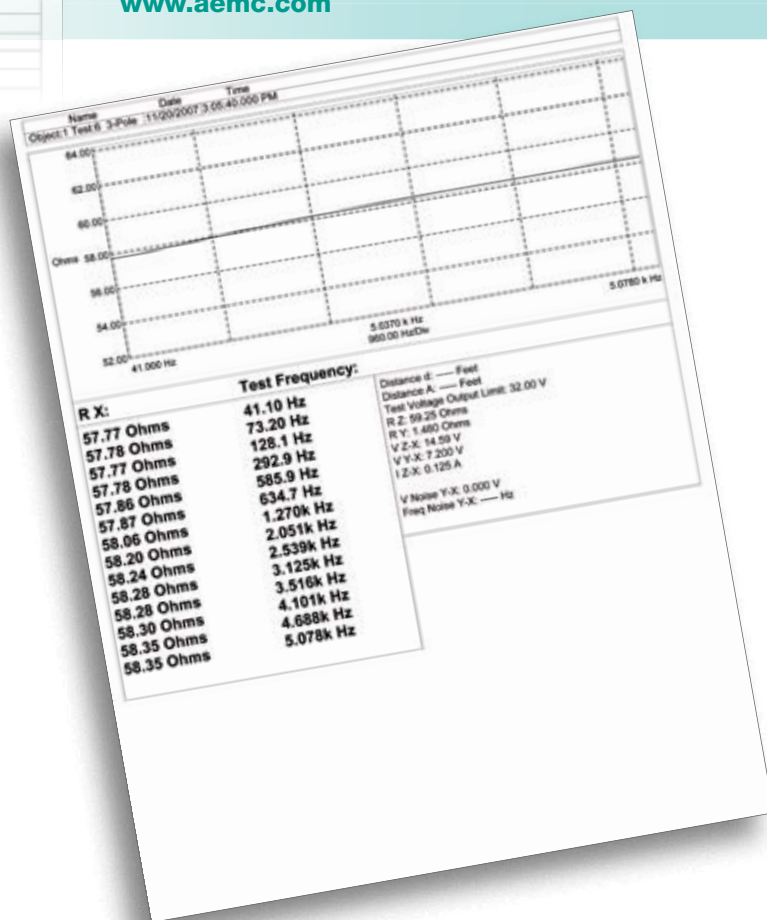 www.aemc.com
Name Date Time
Object:1 Test:6 3-Pole 11/20/2007 3:05:40.000 PM
64.00
62.00
60.00
Ohms 58.00
56.00
54.00
52.00
41.000 Hz
5.0370 k Hz
960.00 Hz/Div
5.0780 k Hz
R X: Test Frequency:
57.77 Ohms 41.10 Hz
57.78 Ohms 73.20 Hz
57.77 Ohms 128.1 Hz
57.78 Ohms 292.9 Hz
57.86 Ohms 585.9 Hz
57.87 Ohms 634.7 Hz
58.06 Ohms 1.270k Hz
58.20 Ohms 2.051k Hz
58.24 Ohms 2.539k Hz
58.28 Ohms 3.125k Hz
58.28 Ohms 3.516k Hz
58.30 Ohms 4.101k Hz
58.35 Ohms 4.688k Hz
58.35 Ohms 5.078k Hz
Distance d: ---- Feet
Distance A: ---- Feet
Test Voltage Output Limit: 32.00 V
R Z: 59.25 Ohms
R Y: 1.480 Ohms
V Z-X: 14.59 V
V Y-X: 7.200 V
I Z-X: 0.125 A
V Noise Y-X: 0.000 V
Freq Noise Y-X: ---- Hz